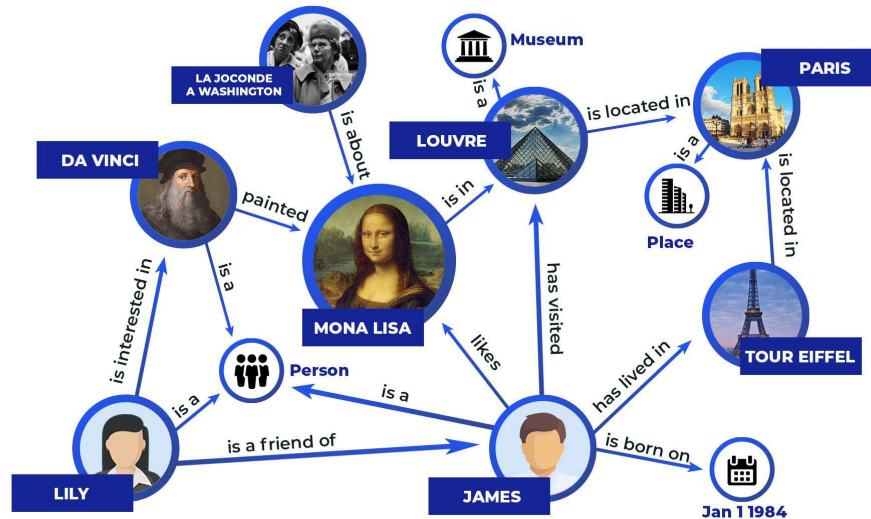 LA JOCONDE
A WASHINGTON
Museum
PARIS
is a
is located in
LOUVRE
is about
DA VINCI
is a
is located in
painted
is in
Place
is a
is interested in
MONA LISA
has visited
TOUR EIFFEL
likes
Person
has lived in
is a
is a
is a friend of
is born on
LILY
JAMES
Jan 1 1984